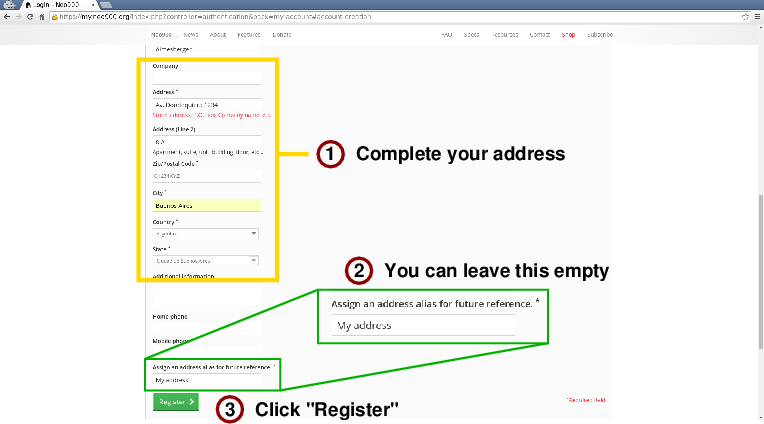 Login - Neo900
https://my.neo900.org/index.php?controller=authentication&back=my-account#account-creation
Neo900 News About Features Donate FAQ Specs Resources Contact Shop Subscribe
Almesberger
Company
Address *
Av. 1234
Street address, P.O. Box, Company name, etc.
Address (Line 2)
8 A
Apartment, suite, unit, building, floor, etc...
Zip/Postal Code *
C1234XYZ
City *
Buenos Aires
Country *
Argentina
State *
Ciudad de Buenos Aires
Additional information
Home phone
Mobile phone
Assign an address alias for future reference. *
My address
Register
*Required field
1 Complete your address
2 You can leave this empty
Assign an address alias for future reference. *
My address
3 Click "Register"